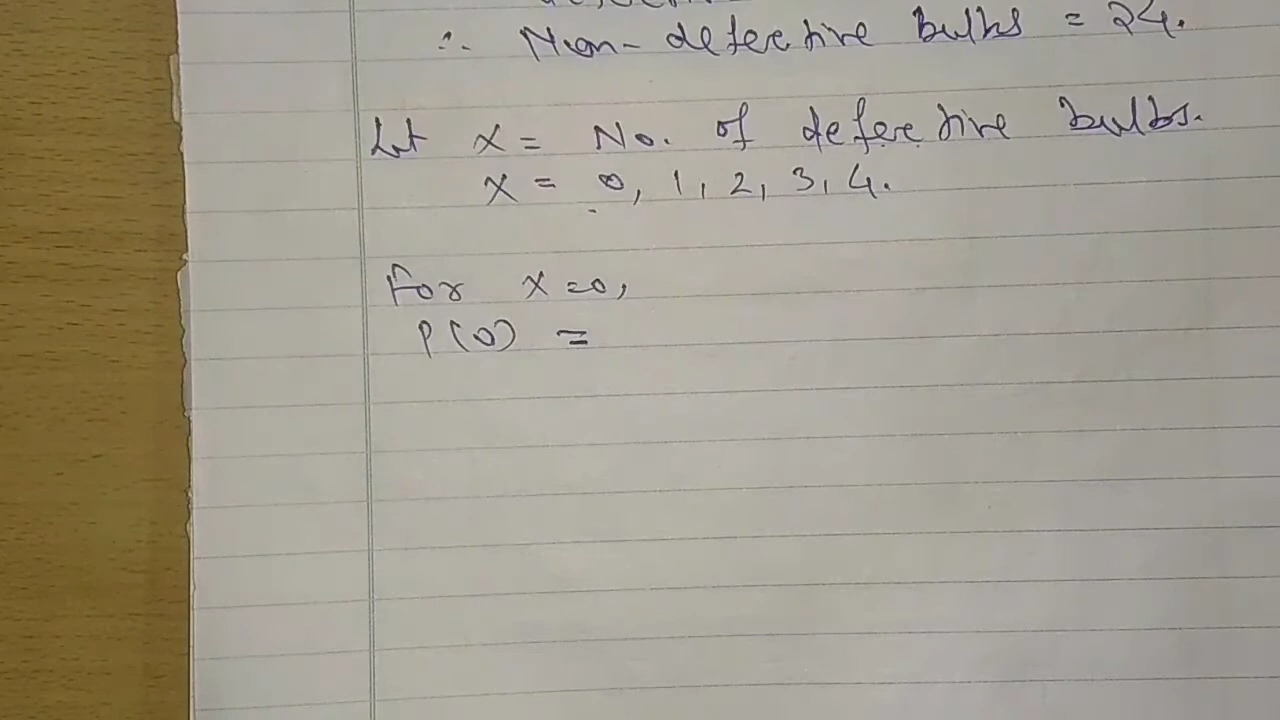 ∴ Non-defective bulbs = 24.
Let X = No. of defective bulbs.
X = 0, 1, 2, 3, 4.
For X=0,
P(0) =